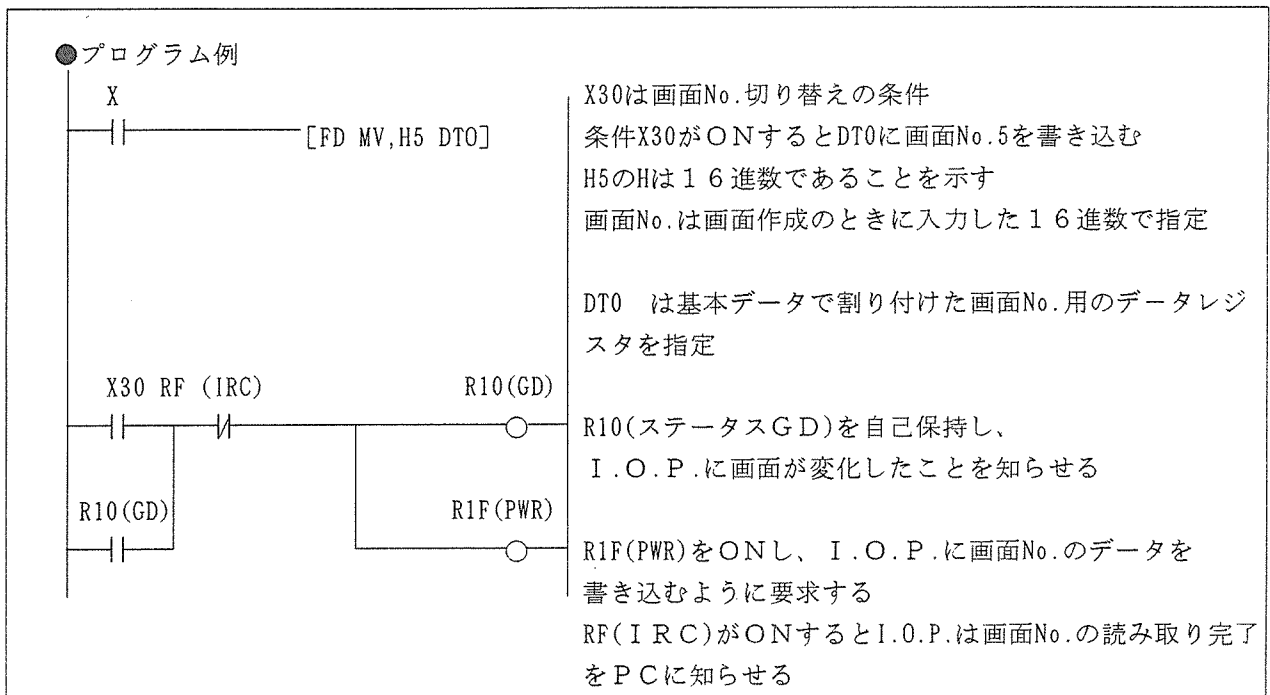 ●プログラム例
X
[FD MV,H5 DT0]
X30は画面No.切り替えの条件
条件X30がONするとDT0に画面No.5を書き込む
H5のHは16進数であることを示す
画面No.は画面作成のときに入力した16進数で指定
DT0 は基本データで割り付けた画面No.用のデータレジ
スタを指定
X30 RF (IRC)
R10(GD)
R10(ステータスGD)を自己保持し、
I.O.P.に画面が変化したことを知らせる
R10(GD)
R1F(PWR)
R1F(PWR)をONし、I.O.P.に画面No.のデータを
書き込むように要求する
RF(IRC)がONするとI.O.P.は画面No.の読み取り完了
をPCに知らせる